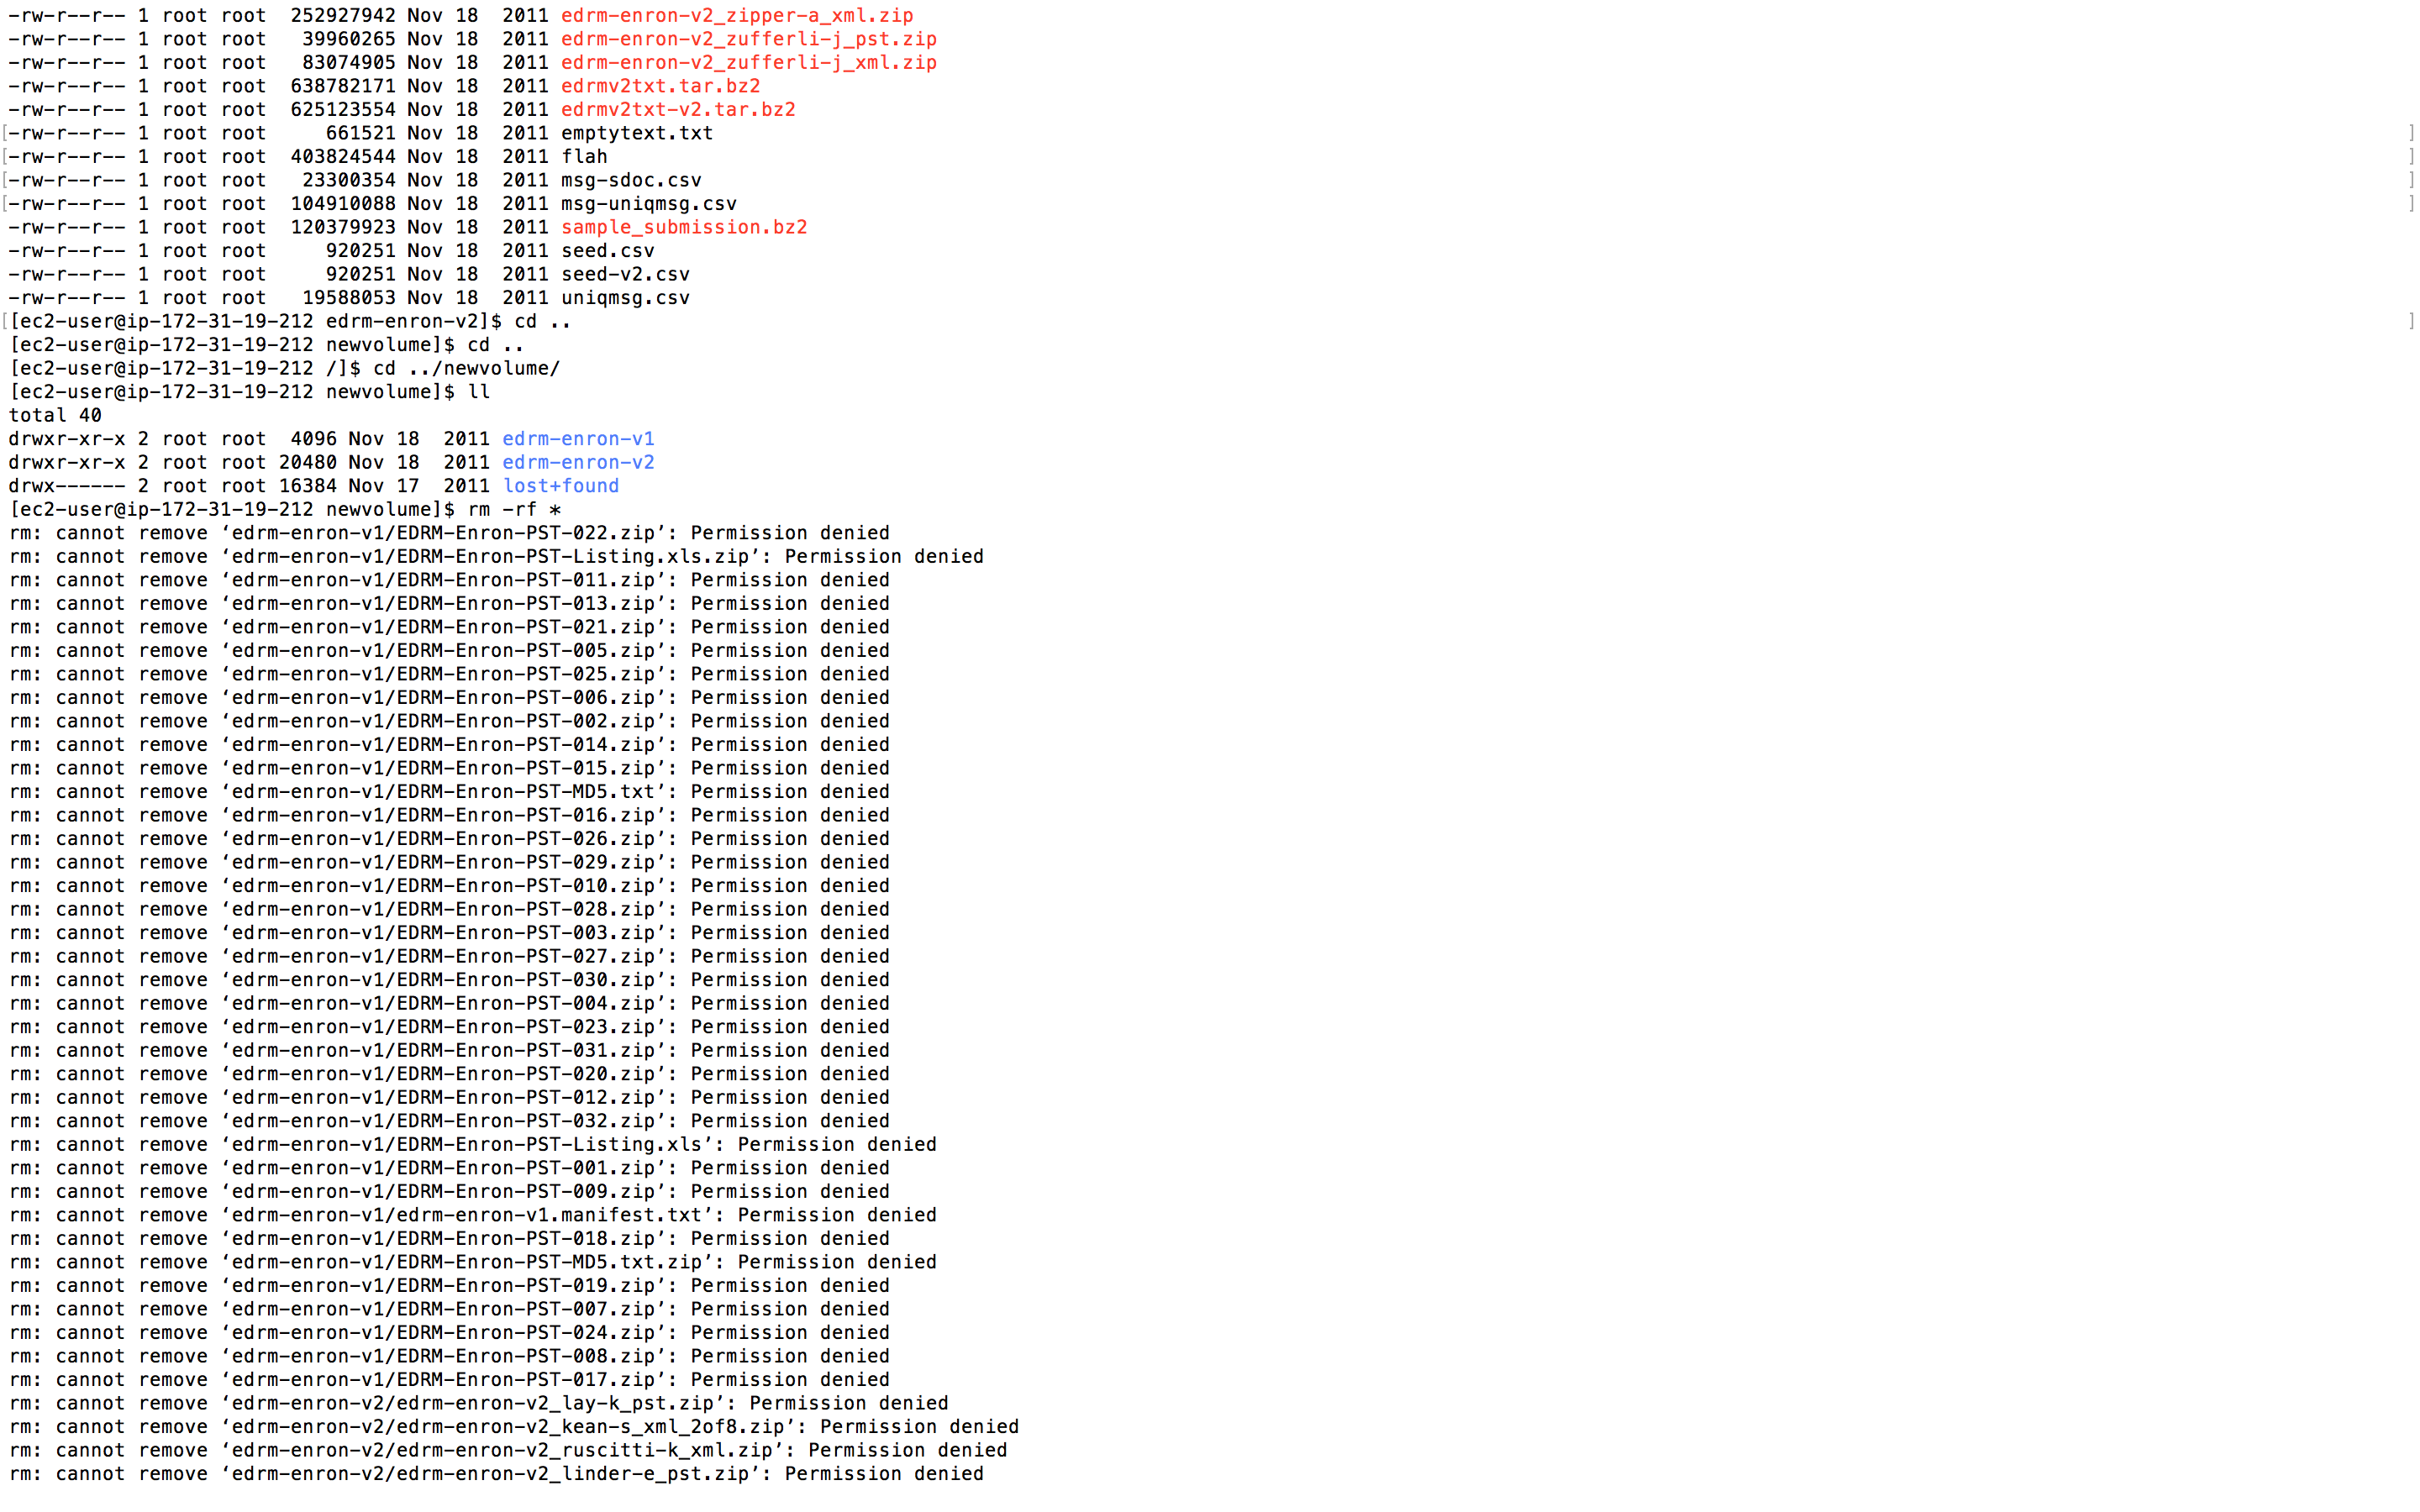 -rw-r--r-- 1 root root  252927942 Nov 18  2011 edrm-enron-v2_zipper-a_xml.zip
-rw-r--r-- 1 root root   39960265 Nov 18  2011 edrm-enron-v2_zufferli-j_pst.zip
-rw-r--r-- 1 root root   83074905 Nov 18  2011 edrm-enron-v2_zufferli-j_xml.zip
-rw-r--r-- 1 root root  638782171 Nov 18  2011 edrmv2txt.tar.bz2
-rw-r--r-- 1 root root  625123554 Nov 18  2011 edrmv2txt-v2.tar.bz2
[-rw-r--r-- 1 root root     661521 Nov 18  2011 emptytext.txt ]
[-rw-r--r-- 1 root root  403824544 Nov 18  2011 flah ]
[-rw-r--r-- 1 root root   23300354 Nov 18  2011 msg-sdoc.csv ]
[-rw-r--r-- 1 root root  104910088 Nov 18  2011 msg-uniqmsg.csv ]
-rw-r--r-- 1 root root  120379923 Nov 18  2011 sample_submission.bz2
-rw-r--r-- 1 root root     920251 Nov 18  2011 seed.csv
-rw-r--r-- 1 root root     920251 Nov 18  2011 seed-v2.csv
-rw-r--r-- 1 root root   19588053 Nov 18  2011 uniqmsg.csv
[[ec2-user@ip-172-31-19-212 edrm-enron-v2]$ cd .. ]
[ec2-user@ip-172-31-19-212 newvolume]$ cd ..
[ec2-user@ip-172-31-19-212 /]$ cd ../newvolume/
[ec2-user@ip-172-31-19-212 newvolume]$ ll
total 40
drwxr-xr-x 2 root root  4096 Nov 18  2011 edrm-enron-v1
drwxr-xr-x 2 root root 20480 Nov 18  2011 edrm-enron-v2
drwx------ 2 root root 16384 Nov 17  2011 lost+found
[ec2-user@ip-172-31-19-212 newvolume]$ rm -rf *
rm: cannot remove ‘edrm-enron-v1/EDRM-Enron-PST-022.zip’: Permission denied
rm: cannot remove ‘edrm-enron-v1/EDRM-Enron-PST-Listing.xls.zip’: Permission denied
rm: cannot remove ‘edrm-enron-v1/EDRM-Enron-PST-011.zip’: Permission denied
rm: cannot remove ‘edrm-enron-v1/EDRM-Enron-PST-013.zip’: Permission denied
rm: cannot remove ‘edrm-enron-v1/EDRM-Enron-PST-021.zip’: Permission denied
rm: cannot remove ‘edrm-enron-v1/EDRM-Enron-PST-005.zip’: Permission denied
rm: cannot remove ‘edrm-enron-v1/EDRM-Enron-PST-025.zip’: Permission denied
rm: cannot remove ‘edrm-enron-v1/EDRM-Enron-PST-006.zip’: Permission denied
rm: cannot remove ‘edrm-enron-v1/EDRM-Enron-PST-002.zip’: Permission denied
rm: cannot remove ‘edrm-enron-v1/EDRM-Enron-PST-014.zip’: Permission denied
rm: cannot remove ‘edrm-enron-v1/EDRM-Enron-PST-015.zip’: Permission denied
rm: cannot remove ‘edrm-enron-v1/EDRM-Enron-PST-MD5.txt’: Permission denied
rm: cannot remove ‘edrm-enron-v1/EDRM-Enron-PST-016.zip’: Permission denied
rm: cannot remove ‘edrm-enron-v1/EDRM-Enron-PST-026.zip’: Permission denied
rm: cannot remove ‘edrm-enron-v1/EDRM-Enron-PST-029.zip’: Permission denied
rm: cannot remove ‘edrm-enron-v1/EDRM-Enron-PST-010.zip’: Permission denied
rm: cannot remove ‘edrm-enron-v1/EDRM-Enron-PST-028.zip’: Permission denied
rm: cannot remove ‘edrm-enron-v1/EDRM-Enron-PST-003.zip’: Permission denied
rm: cannot remove ‘edrm-enron-v1/EDRM-Enron-PST-027.zip’: Permission denied
rm: cannot remove ‘edrm-enron-v1/EDRM-Enron-PST-030.zip’: Permission denied
rm: cannot remove ‘edrm-enron-v1/EDRM-Enron-PST-004.zip’: Permission denied
rm: cannot remove ‘edrm-enron-v1/EDRM-Enron-PST-023.zip’: Permission denied
rm: cannot remove ‘edrm-enron-v1/EDRM-Enron-PST-031.zip’: Permission denied
rm: cannot remove ‘edrm-enron-v1/EDRM-Enron-PST-020.zip’: Permission denied
rm: cannot remove ‘edrm-enron-v1/EDRM-Enron-PST-012.zip’: Permission denied
rm: cannot remove ‘edrm-enron-v1/EDRM-Enron-PST-032.zip’: Permission denied
rm: cannot remove ‘edrm-enron-v1/EDRM-Enron-PST-Listing.xls’: Permission denied
rm: cannot remove ‘edrm-enron-v1/EDRM-Enron-PST-001.zip’: Permission denied
rm: cannot remove ‘edrm-enron-v1/EDRM-Enron-PST-009.zip’: Permission denied
rm: cannot remove ‘edrm-enron-v1/edrm-enron-v1.manifest.txt’: Permission denied
rm: cannot remove ‘edrm-enron-v1/EDRM-Enron-PST-018.zip’: Permission denied
rm: cannot remove ‘edrm-enron-v1/EDRM-Enron-PST-MD5.txt.zip’: Permission denied
rm: cannot remove ‘edrm-enron-v1/EDRM-Enron-PST-019.zip’: Permission denied
rm: cannot remove ‘edrm-enron-v1/EDRM-Enron-PST-007.zip’: Permission denied
rm: cannot remove ‘edrm-enron-v1/EDRM-Enron-PST-024.zip’: Permission denied
rm: cannot remove ‘edrm-enron-v1/EDRM-Enron-PST-008.zip’: Permission denied
rm: cannot remove ‘edrm-enron-v1/EDRM-Enron-PST-017.zip’: Permission denied
rm: cannot remove ‘edrm-enron-v2/edrm-enron-v2_lay-k_pst.zip’: Permission denied
rm: cannot remove ‘edrm-enron-v2/edrm-enron-v2_kean-s_xml_2of8.zip’: Permission denied
rm: cannot remove ‘edrm-enron-v2/edrm-enron-v2_ruscitti-k_xml.zip’: Permission denied
rm: cannot remove ‘edrm-enron-v2/edrm-enron-v2_linder-e_pst.zip’: Permission denied